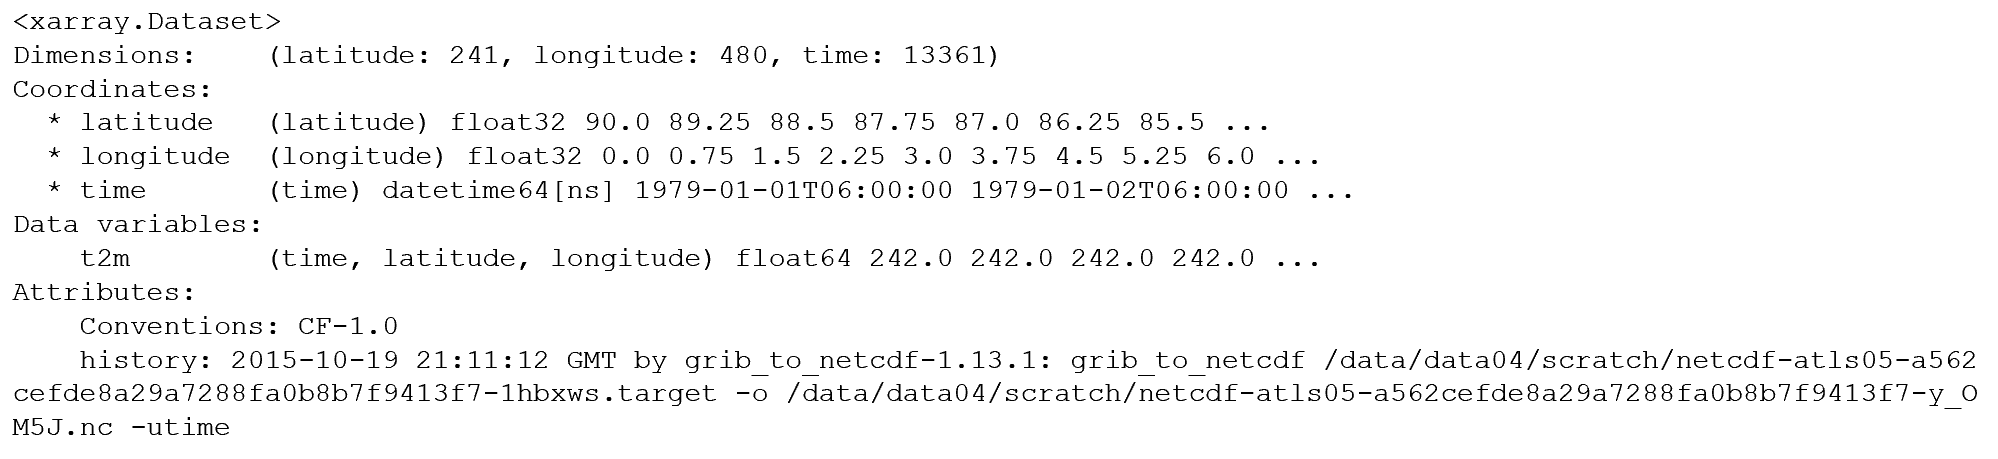 <xarray.Dataset>
Dimensions:    (latitude: 241, longitude: 480, time: 13361)
Coordinates:
  * latitude   (latitude) float32 90.0 89.25 88.5 87.75 87.0 86.25 85.5 ...
  * longitude  (longitude) float32 0.0 0.75 1.5 2.25 3.0 3.75 4.5 5.25 6.0 ...
  * time       (time) datetime64[ns] 1979-01-01T06:00:00 1979-01-02T06:00:00 ...
Data variables:
    t2m        (time, latitude, longitude) float64 242.0 242.0 242.0 242.0 ...
Attributes:
    Conventions: CF-1.0
    history: 2015-10-19 21:11:12 GMT by grib_to_netcdf-1.13.1: grib_to_netcdf /data/data04/scratch/netcdf-atls05-a562
cefde8a29a7288fa0b8b7f9413f7-1hbxws.target -o /data/data04/scratch/netcdf-atls05-a562cefde8a29a7288fa0b8b7f9413f7-y_O
M5J.nc -utime